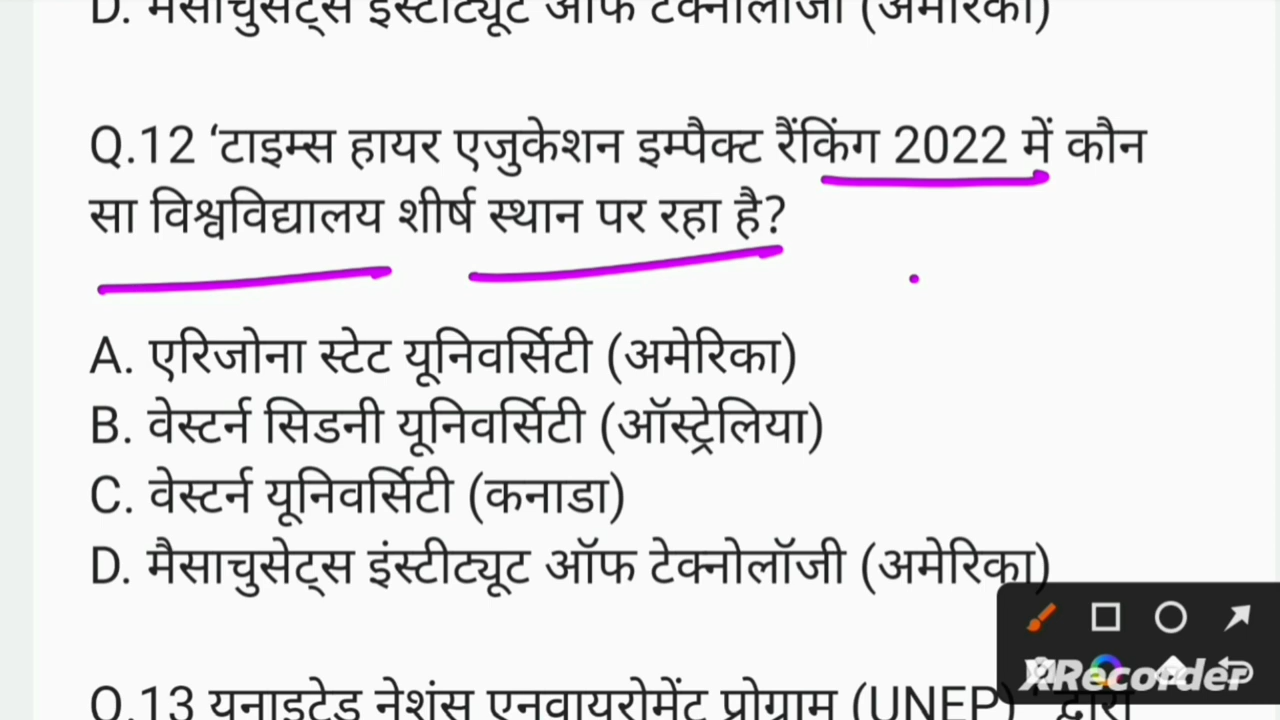 D. मैसाचुसेट्स इंस्टीट्यूट ऑफ टेक्नोलॉजी (अमेरिका)
Q.12 ‘टाइम्स हायर एजुकेशन इम्पैक्ट रैंकिंग 2022 में कौन
सा विश्वविद्यालय शीर्ष स्थान पर रहा है?
A. एरिजोना स्टेट यूनिवर्सिटी (अमेरिका)
B. वेस्टर्न सिडनी यूनिवर्सिटी (ऑस्ट्रेलिया)
C. वेस्टर्न यूनिवर्सिटी (कनाडा)
D. मैसाचुसेट्स इंस्टीट्यूट ऑफ टेक्नोलॉजी (अमेरिका)
XRecorder
Q.13 यूनाइटेड नेशंस एनवायरोमेंट प्रोग्राम (UNEP) द्वारा